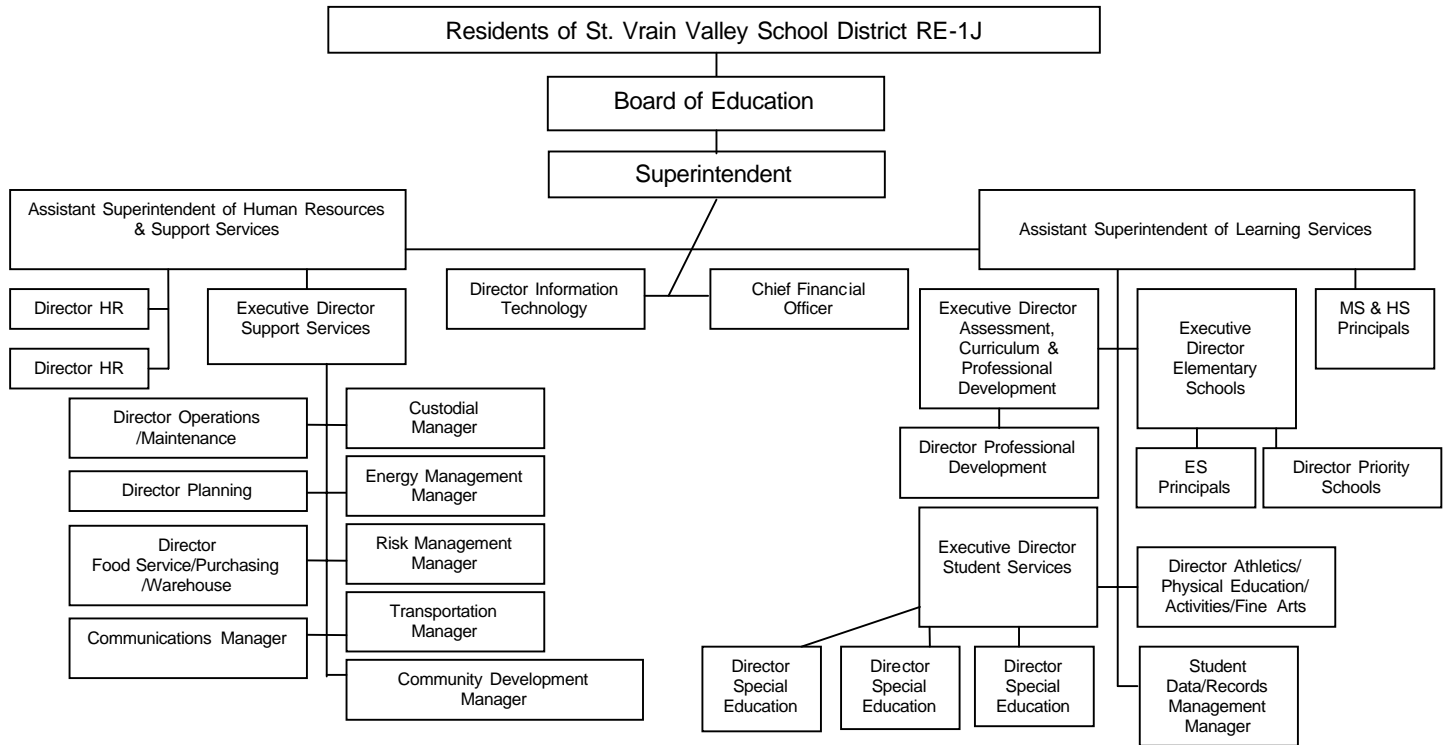 Residents of St. Vrain Valley School District RE-1J
Board of Education
Superintendent
Assistant Superintendent of Human Resources
& Support Services
Assistant Superintendent of Learning Services
Director HR
Director HR
Executive Director
Support Services
Director Information
Technology
Chief Financial
Officer
Executive Director
Assessment,
Curriculum &
Professional
Development
Executive
Director
Elementary
Schools
MS & HS
Principals
Director Operations
/Maintenance
Custodial
Manager
Director Planning
Energy Management
Manager
Director
Food Service/Purchasing
/Warehouse
Risk Management
Manager
Communications Manager
Transportation
Manager
Community Development
Manager
Director Professional
Development
ES
Principals
Director Priority
Schools
Executive Director
Student Services
Director Athletics/
Physical Education/
Activities/Fine Arts
Director
Special
Education
Director
Special
Education
Director
Special
Education
Student
Data/Records
Management
Manager